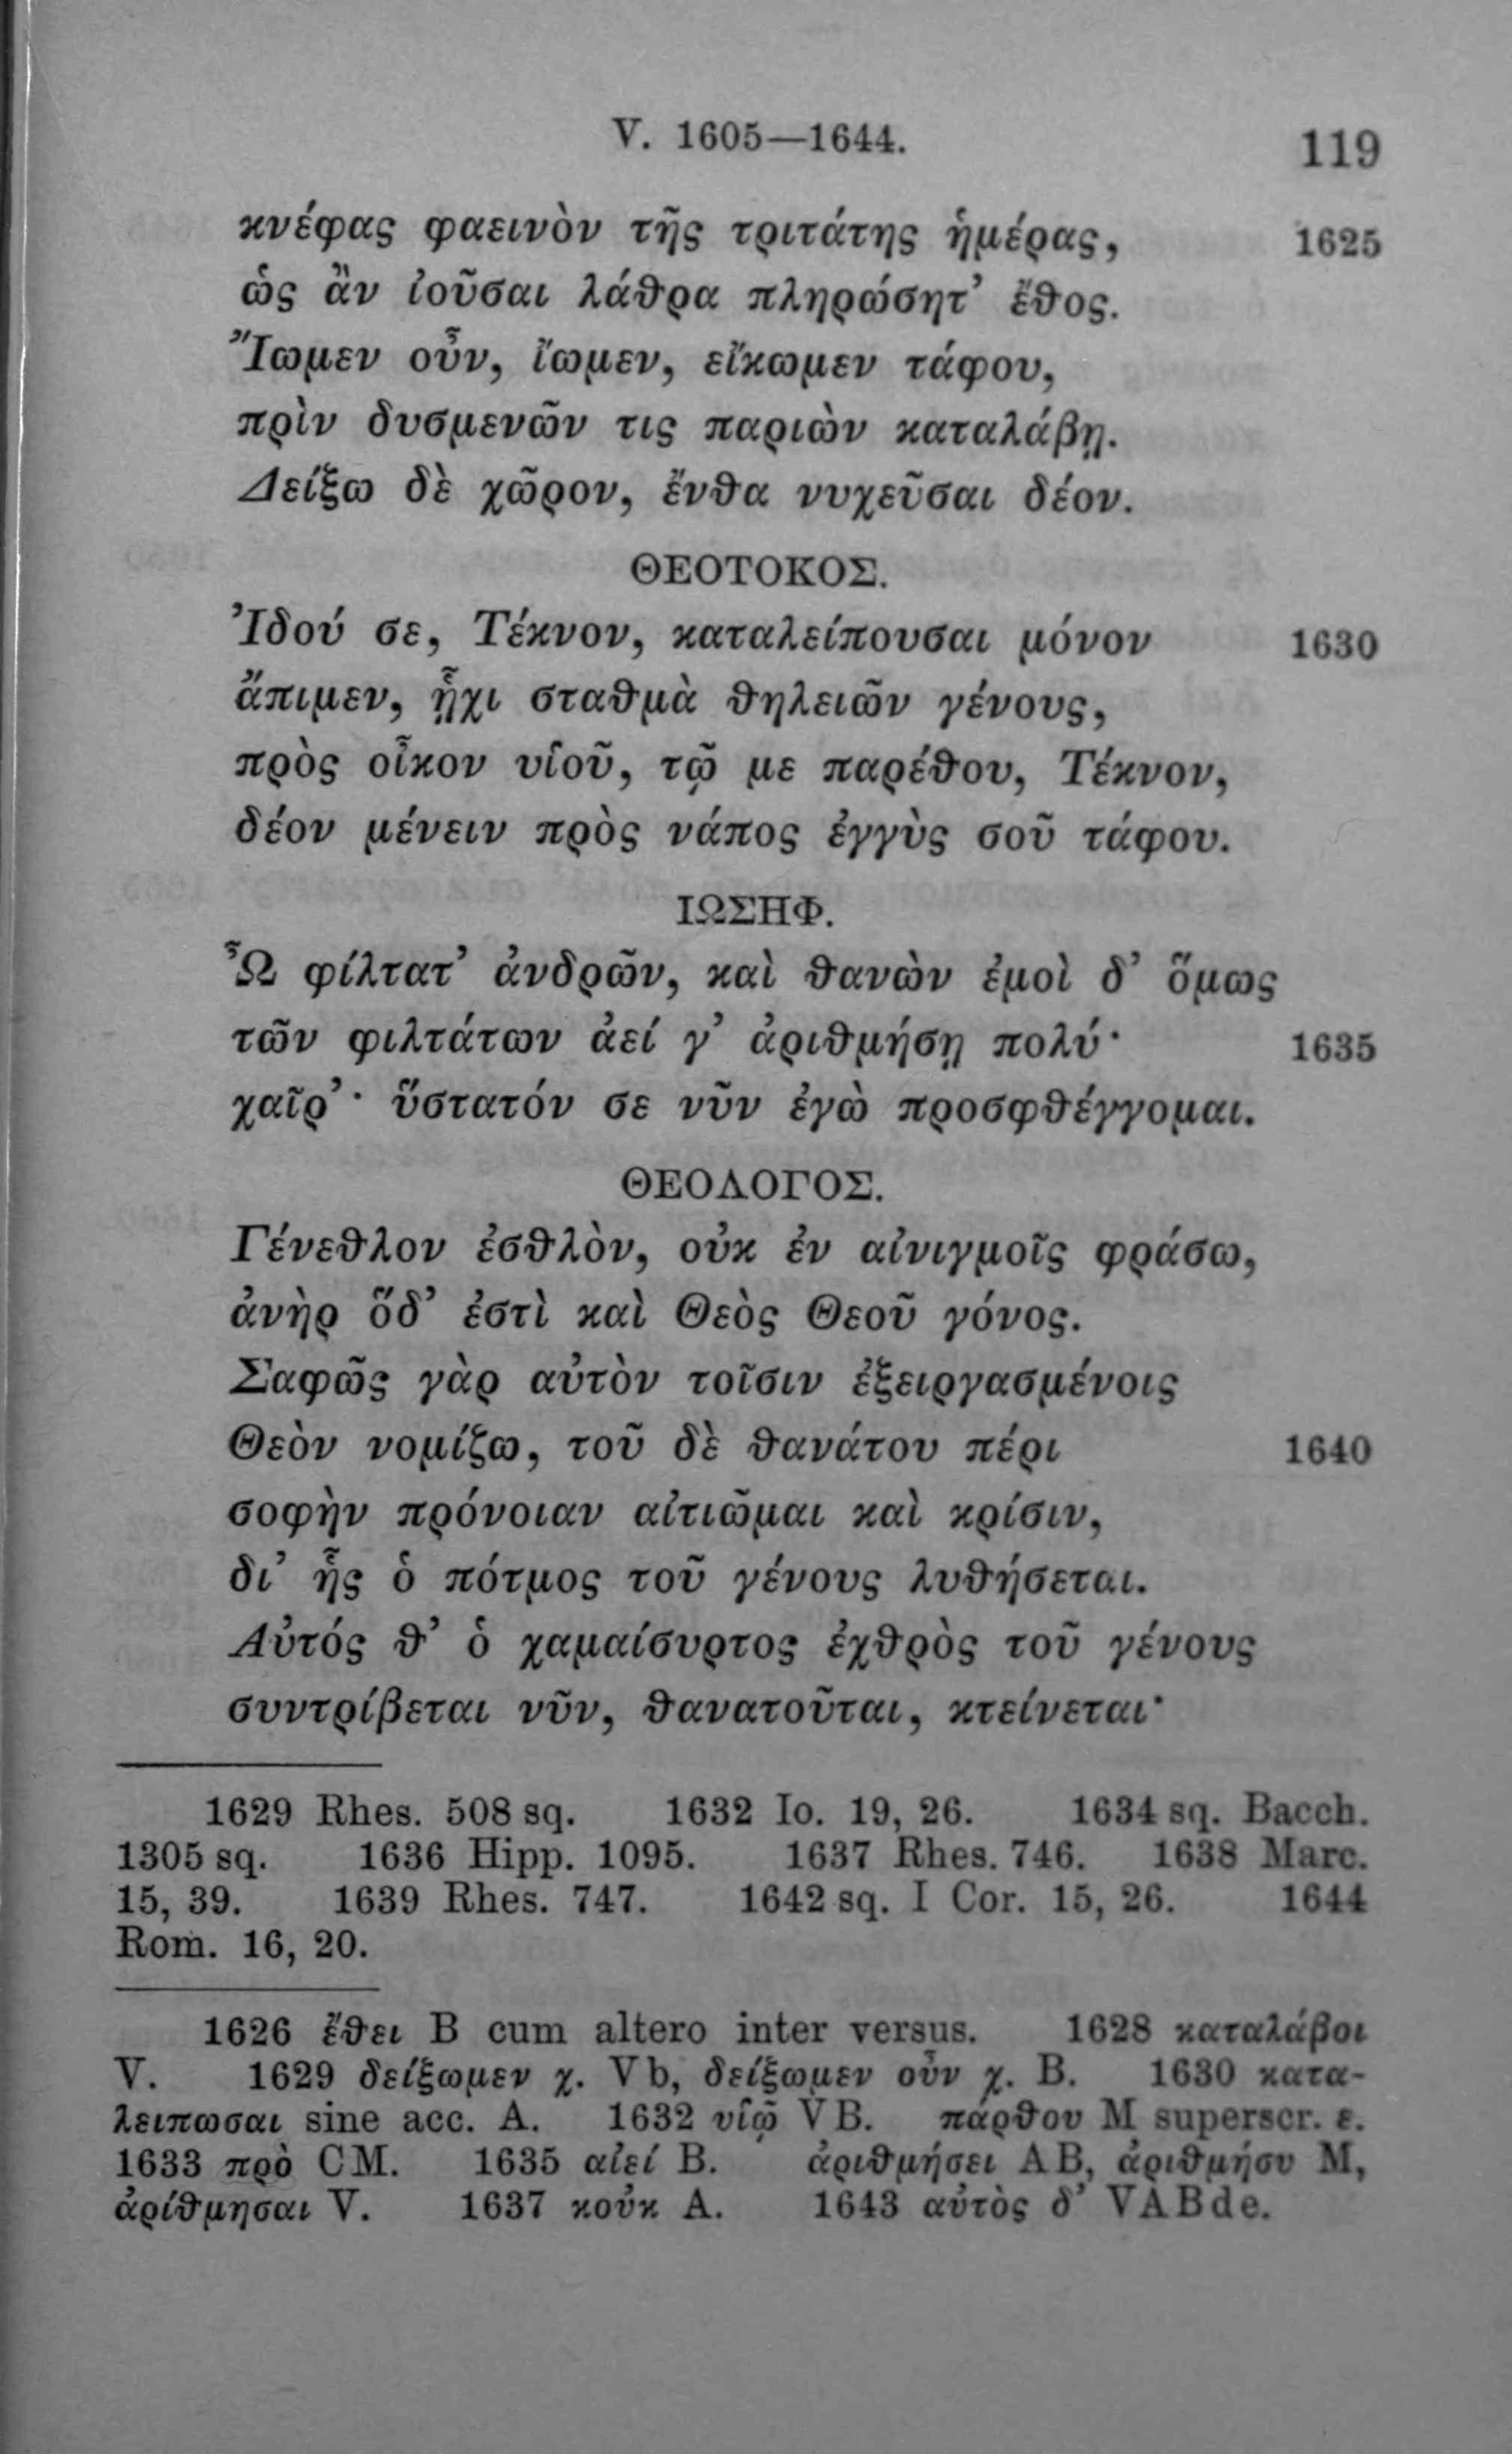 V. 1605—1644. 119
κνέφας φαεινὸν τῆς τριτάτης ἡμέρας, 1625
ὡς ἂν ἰοῦσαι λάθρα πληρώσητ’ ἔθος.
Ἴωμεν οὖν, ἴωμεν, εἴκωμεν τάφου,
πρὶν δυσμενῶν τις παριὼν καταλάβῃ.
Δείξω δὲ χῶρον, ἔνθα νυχεῦσαι δέον.
ΘΕΟΤΟΚΟΣ.
Ἰδού σε, Τέκνον, καταλείπουσαι μόνον 1630
ἄπιμεν, ᾗχι σταθμὰ θηλειῶν γένους,
πρὸς οἶκον υἱοῦ, τῷ με παρέθου, Τέκνον,
δέον μένειν πρὸς νάπος ἐγγὺς σοῦ τάφου.
ΙΩΣΗΦ.
Ὦ φίλτατ’ ἀνδρῶν, καὶ θανὼν ἐμοὶ δ’ ὅμως
τῶν φιλτάτων ἀεί γ’ ἀριθμήσῃ πολύ· 1635
χαῖρ’· ὕστατόν σε νῦν ἐγὼ προσφθέγγομαι.
ΘΕΟΛΟΓΟΣ.
Γένεθλον ἐσθλὸν, οὐκ ἐν αἰνιγμοῖς φράσω,
ἀνὴρ ὅδ’ ἐστὶ καὶ Θεὸς Θεοῦ γόνος.
Σαφῶς γὰρ αὐτὸν τοῖσιν ἐξειργασμένοις
Θεὸν νομίζω, τοῦ δὲ θανάτου πέρι 1640
σοφὴν πρόνοιαν αἰτιῶμαι καὶ κρίσιν,
δι’ ἧς ὁ πότμος τοῦ γένους λυθήσεται.
Αὐτός θ’ ὁ χαμαίσυρτος ἐχθρὸς τοῦ γένους
συντρίβεται νῦν, θανατοῦται, κτείνεται·
1629 Rhes. 508 sq. 1632 Io. 19, 26. 1634 sq. Bacch.
1305 sq. 1636 Hipp. 1095. 1637 Rhes. 746. 1638 Marc.
15, 39. 1639 Rhes. 747. 1642 sq. I Cor. 15, 26. 1644
Rom. 16, 20.
1626 ἔθει B cum altero inter versus. 1628 καταλάβοι
V. 1629 δείξωμεν χ. Vb, δείξωμεν οὖν χ. B. 1630 κατα-
λειπωσαι sine acc. A. 1632 υἱῷ VB. πάρθου M superscr. ε.
1633 πρὸ CM. 1635 αἰεί B. ἀριθμήσει AB, ἀριθμήσυ M,
ἀρίθμησαι V. 1637 κοὐκ A. 1643 αὐτὸς δ’ VABde.